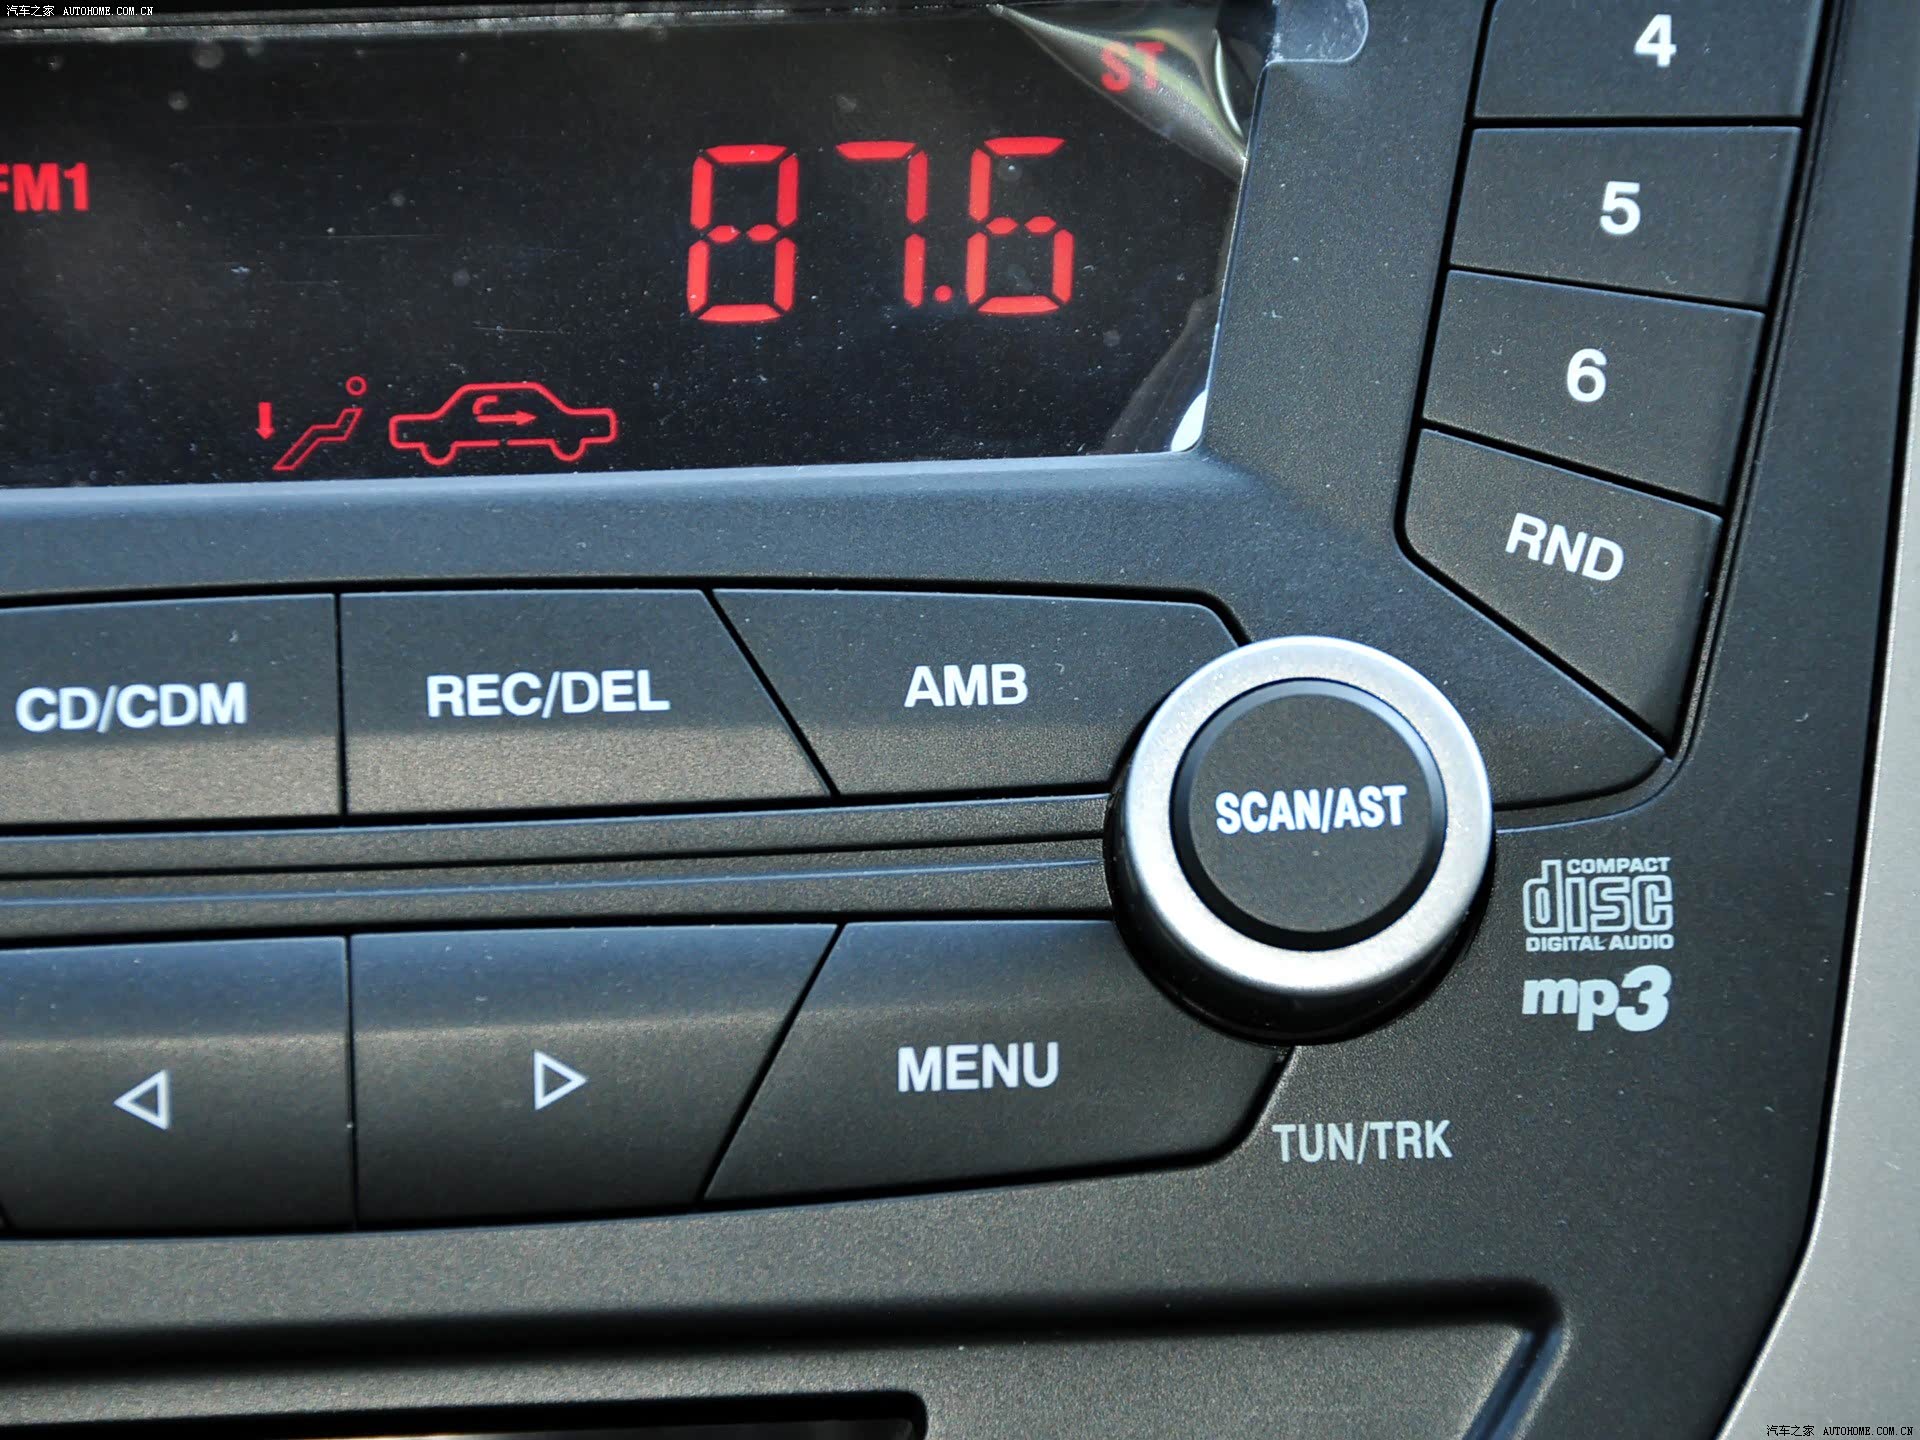 汽车之家 AUTOHOME.COM.CN
ST
4
FM1
87.6
5
6
RND
CD/CDM
REC/DEL
AMB
SCAN/AST
COMPACT
disc
DIGITAL AUDIO
mp3
MENU
TUN/TRK
汽车之家 AUTOHOME.COM.CN